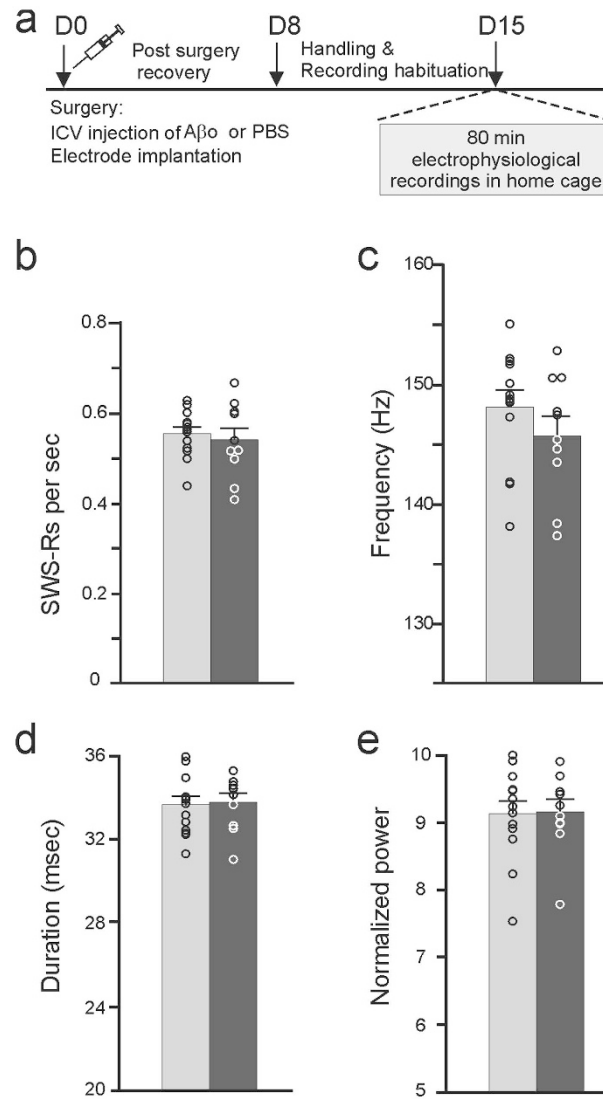 a
D0
D8
D15
Post surgery
recovery
Handling &
Recording habituation
Surgery:
ICV injection of Aβo or PBS
Electrode implantation
80 min
electrophysiological
recordings in home cage
b
SWS-Rs per sec
0.8
0.6
0.4
0.2
0
c
Frequency (Hz)
160
150
140
130
d
Duration (msec)
36
32
28
24
20
e
Normalized power
10
9
8
7
6
5